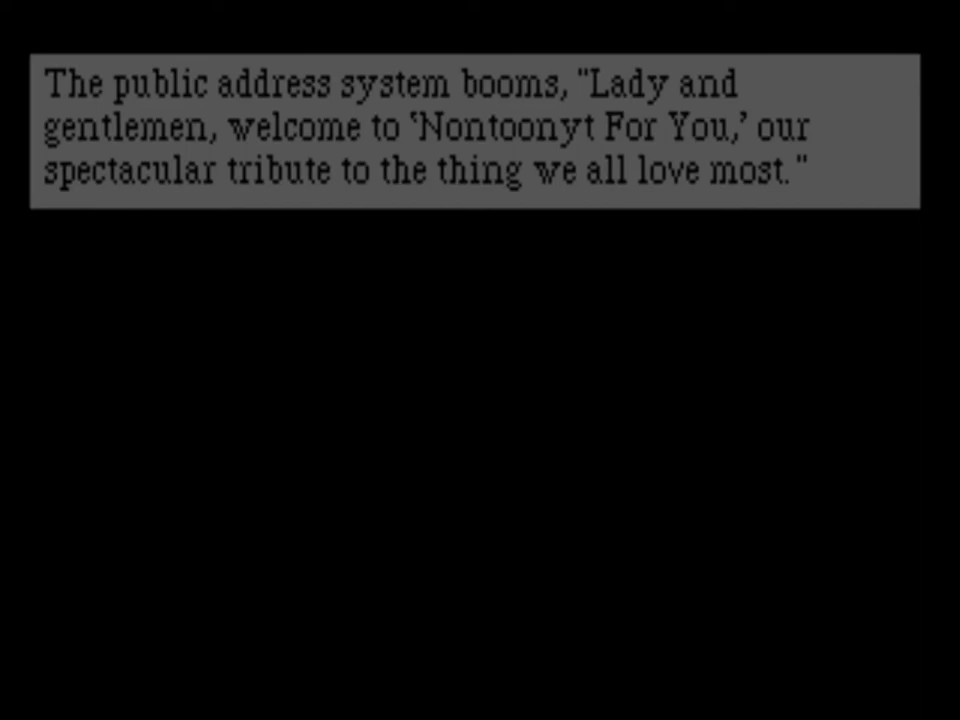 The public address system booms, "Lady and
gentlemen, welcome to ‘Nontoonyt For You,’ our
spectacular tribute to the thing we all love most."